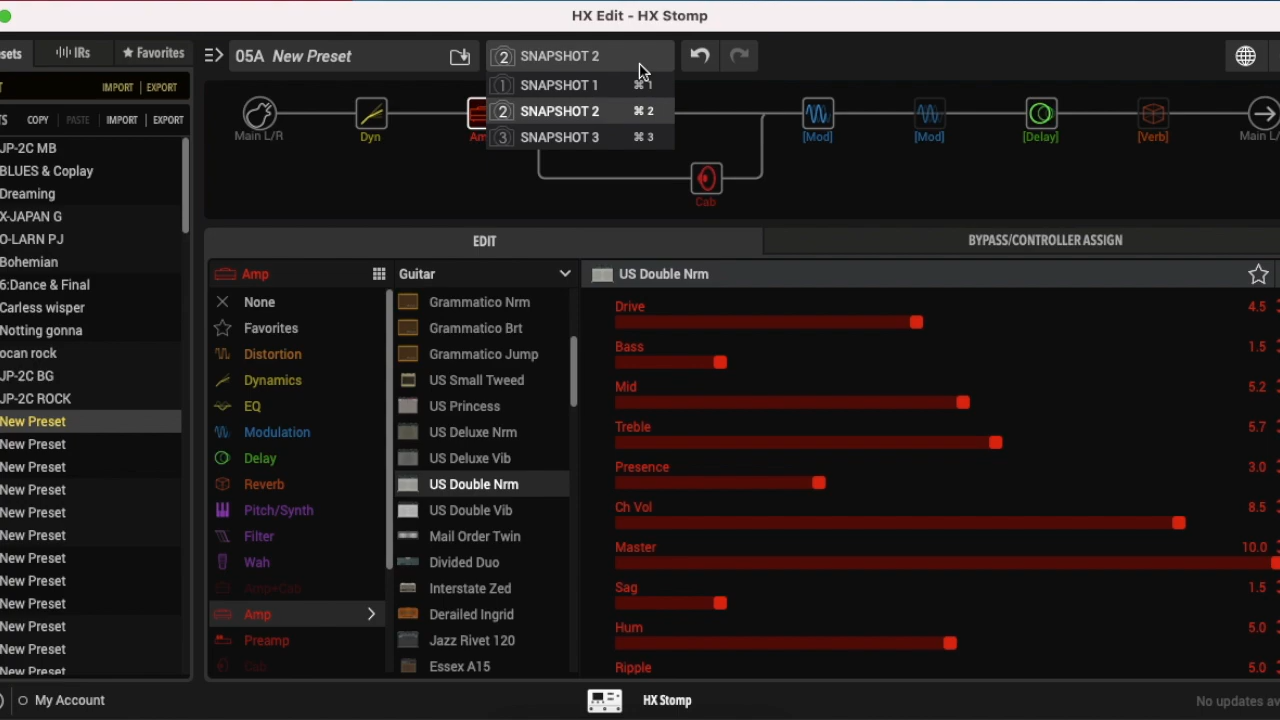 HX Edit - HX Stomp
sets
IRs
Favorites
05A New Preset
2 SNAPSHOT 2
1 SNAPSHOT 1 ⌘ 1
2 SNAPSHOT 2 ⌘ 2
3 SNAPSHOT 3 ⌘ 3
IMPORT | EXPORT
COPY PASTE IMPORT EXPORT
Main L/R
Dyn
Am
[Mod]
[Mod]
[Delay]
[Verb]
Main L/
Cab
JP-2C MB
BLUES & Coplay
Dreaming
X-JAPAN G
O-LARN PJ
Bohemian
6:Dance & Final
Carless wisper
Notting gonna
ocan rock
JP-2C BG
JP-2C ROCK
New Preset
New Preset
New Preset
New Preset
New Preset
New Preset
New Preset
New Preset
New Preset
New Preset
New Preset
New Preset
EDIT
BYPASS/CONTROLLER ASSIGN
Amp
None
Favorites
Distortion
Dynamics
EQ
Modulation
Delay
Reverb
Pitch/Synth
Filter
Wah
Amp+Cab
Amp
Preamp
Cab
Guitar
Grammatico Nrm
Grammatico Brt
Grammatico Jump
US Small Tweed
US Princess
US Deluxe Nrm
US Deluxe Vib
US Double Nrm
US Double Vib
Mail Order Twin
Divided Duo
Interstate Zed
Derailed Ingrid
Jazz Rivet 120
Essex A15
US Double Nrm
Drive 4.5
Bass 1.5
Mid 5.2
Treble 5.7
Presence 3.0
Ch Vol 8.5
Master 10.0
Sag 1.5
Hum 5.0
Ripple 5.0
My Account
HX Stomp
No updates av